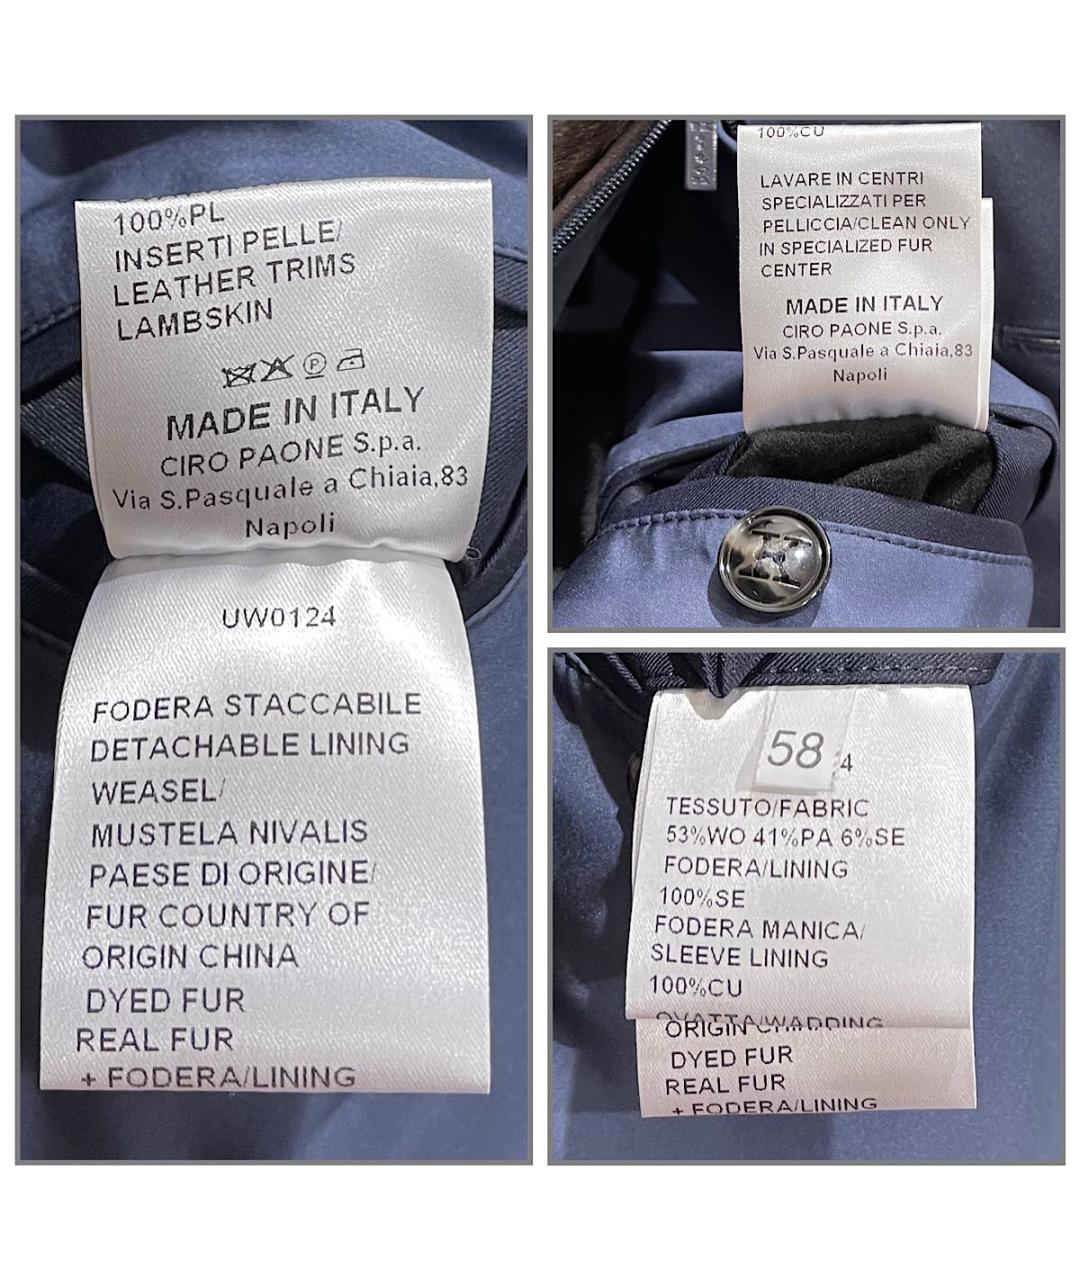 100%PL
INSERTI PELLE/
LEATHER TRIMS
LAMBSKIN
MADE IN ITALY
CIRO PAONE S.p.a.
Via S.Pasquale a Chiaia,83
Napoli
UW0124
FODERA STACCABILE
DETACHABLE LINING
WEASEL/
MUSTELA NIVALIS
PAESE DI ORIGINE/
FUR COUNTRY OF
ORIGIN CHINA
DYED FUR
REAL FUR
+ FODERA/LINING
100%CU
LAVARE IN CENTRI
SPECIALIZZATI PER
PELLICCIA/CLEAN ONLY
IN SPECIALIZED FUR
CENTER
MADE IN ITALY
CIRO PAONE S.p.a.
Via S.Pasquale a Chiaia,83
Napoli
58
4
TESSUTO/FABRIC
53%WO 41%PA 6%SE
FODERA/LINING
100%SE
FODERA MANICA/
SLEEVE LINING
100%CU
OVATTA/WADDING
ORIGIN
DYED FUR
REAL FUR
+ FODERA/LINING